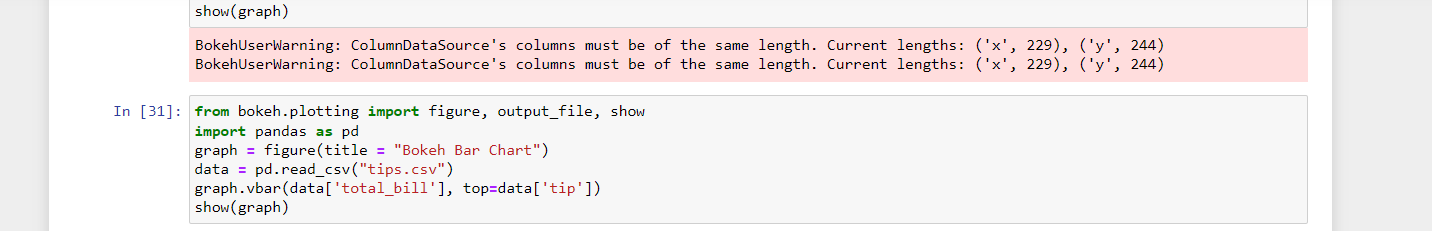 show(graph)
BokehUserWarning: ColumnDataSource's columns must be of the same length. Current lengths: ('x', 229), ('y', 244)
BokehUserWarning: ColumnDataSource's columns must be of the same length. Current lengths: ('x', 229), ('y', 244)
In [31]: from bokeh.plotting import figure, output_file, show
import pandas as pd
graph = figure(title = "Bokeh Bar Chart")
data = pd.read_csv("tips.csv")
graph.vbar(data['total_bill'], top=data['tip'])
show(graph)